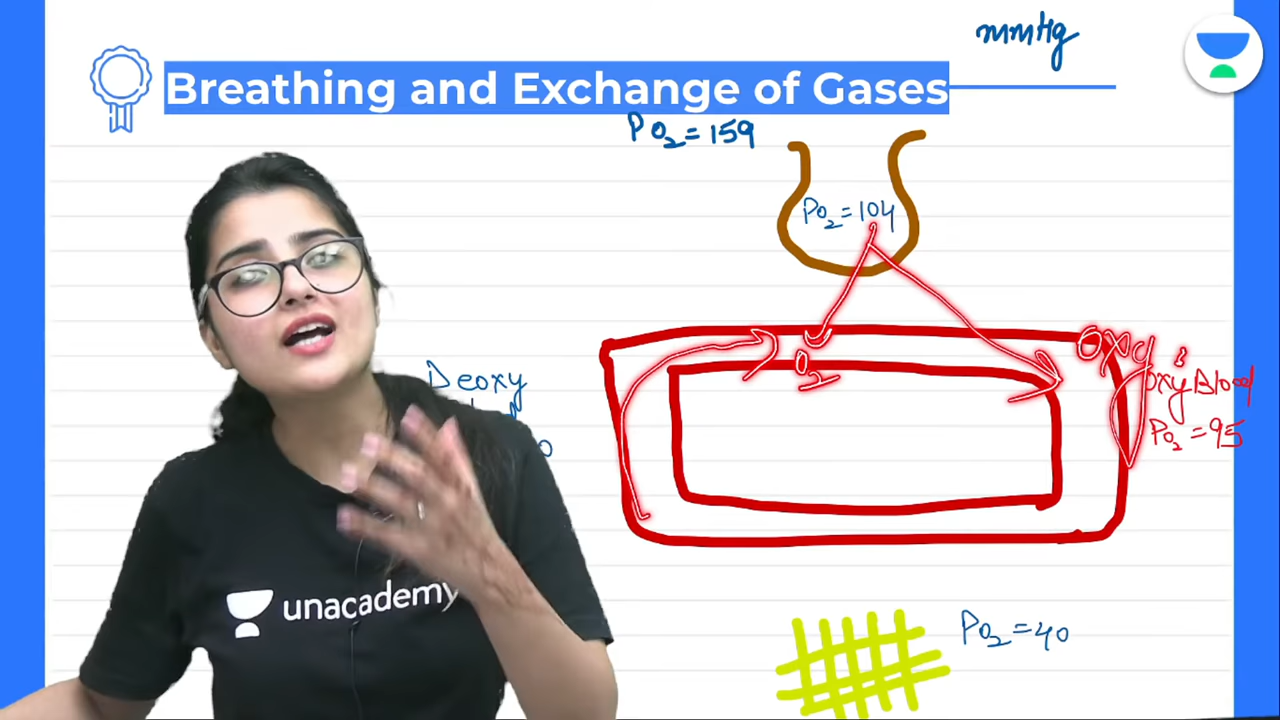 mmHg
Breathing and Exchange of Gases
PO2 = 159
PO2 = 104
O2
Oxy
Deoxy
oxy Blood
PO2 = 95
unacademy
PO2 = 40